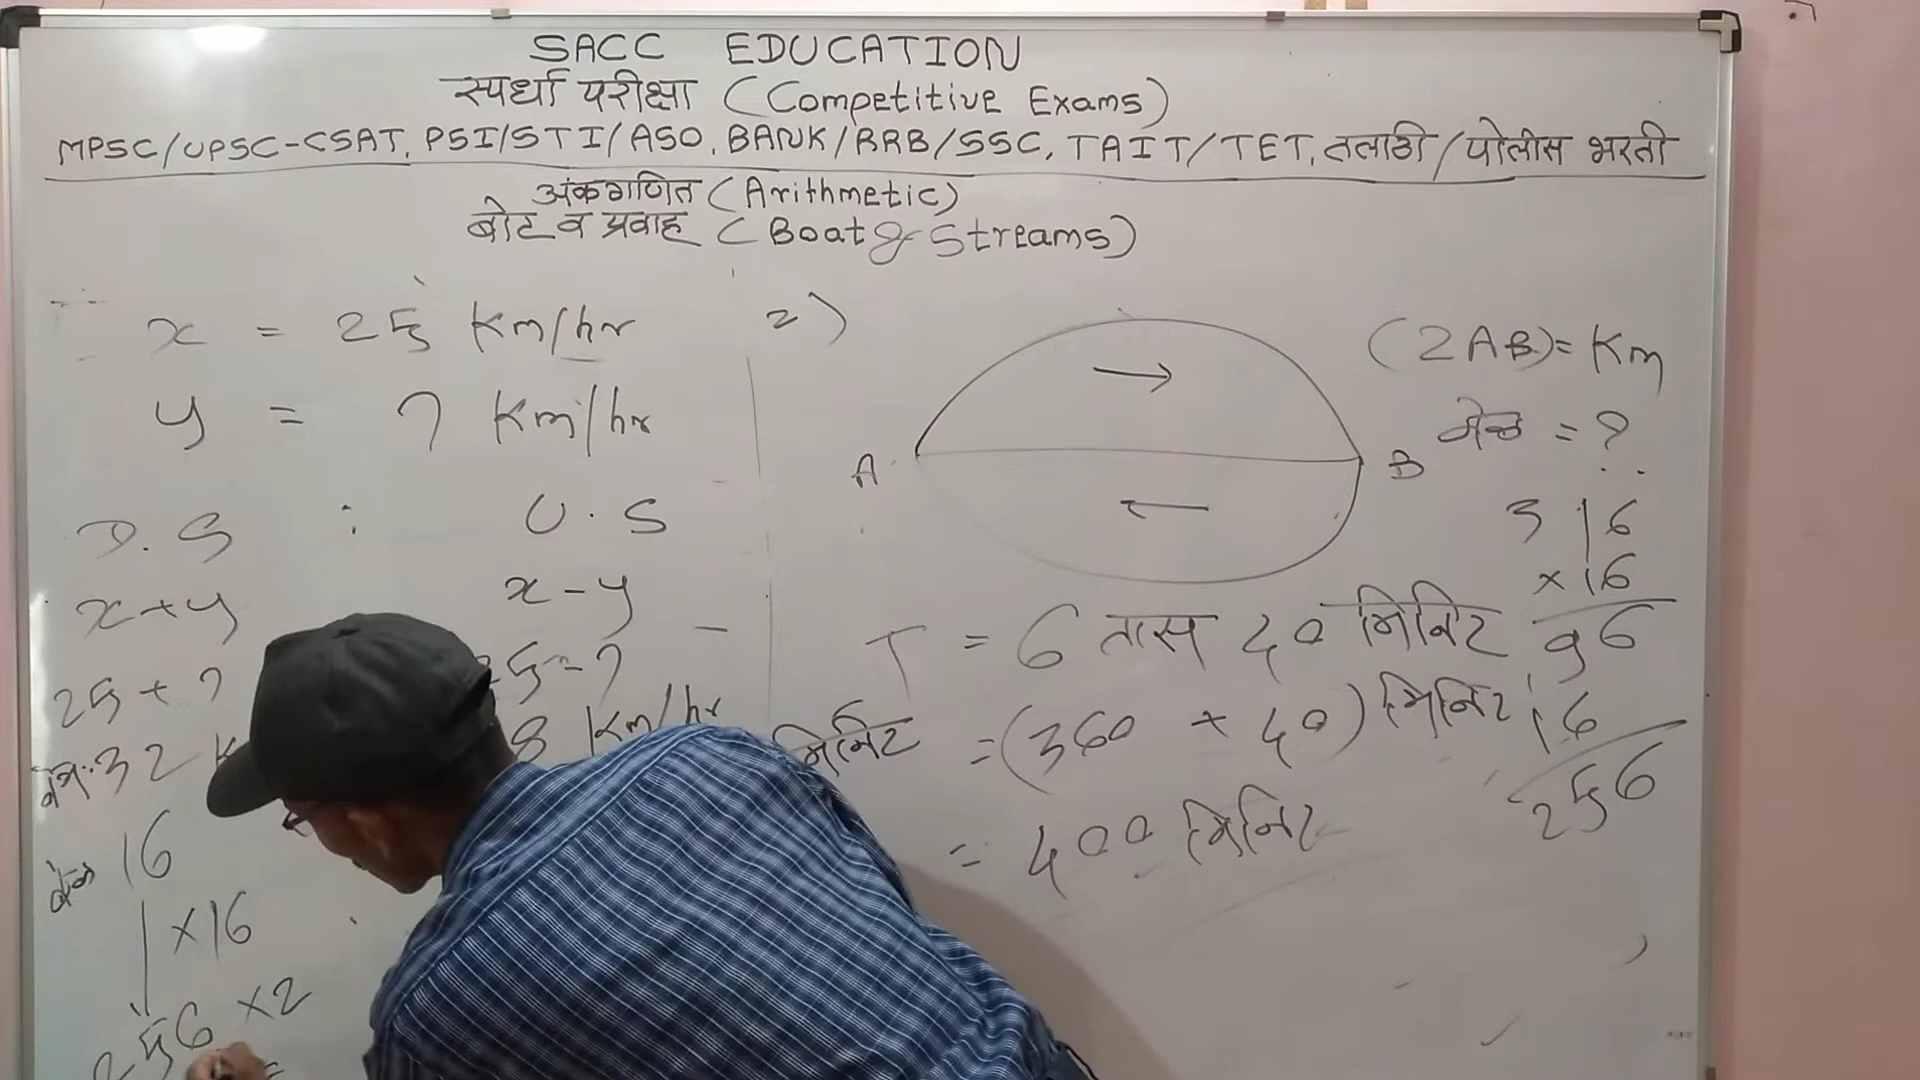 SACC EDUCATION
स्पर्धा परीक्षा (Competitive Exams)
MPSC/UPSC-CSAT, PSI/STI/ASO, BANK/RRB/SSC, TAIT/TET, तलाठी/पोलीस भरती
अंकगणित (Arithmetic)
बोट व प्रवाह (Boat & Streams)
x = 25 Km/hr
y = 7 Km/hr
D.S : U.S
x+y x-y
25+7 25-7
32 8 Km/hr
16
×16
256 ×2
=
2)
(2AB)= Km
वेळ = ?
A B
T = 6 तास 40 मिनिट
मिनिट =(360 + 40) मिनिट
= 400 मिनिट
3 16
×16
96
16
256